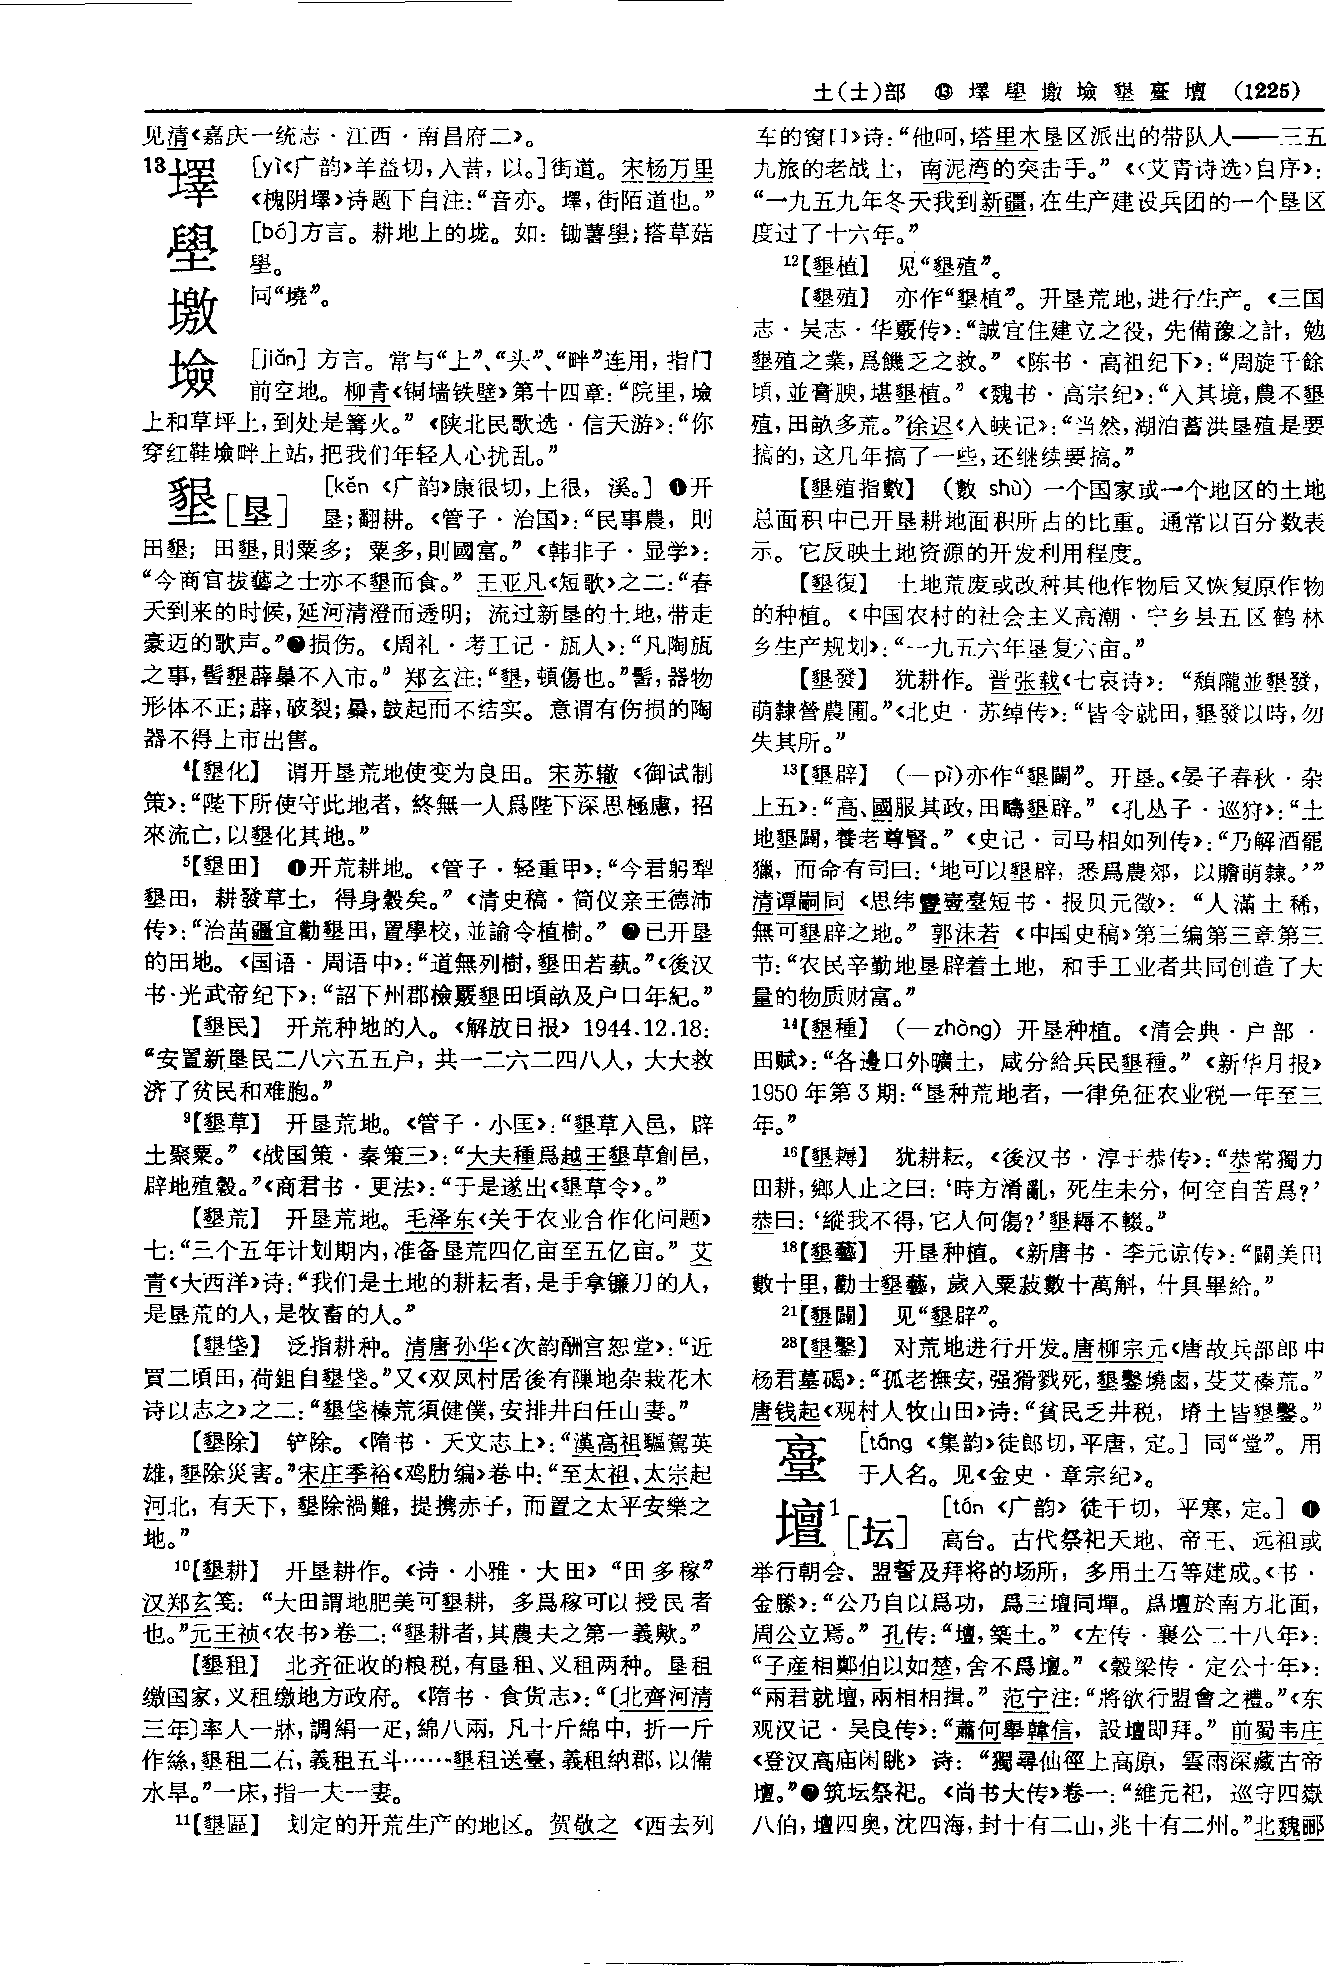 土(士)部 ⑬ 墿 壆 墽 墕 墾 臺 壇 (1225)
见清《嘉庆一统志·江西·南昌府二》。
13墿 [yì《广韵》羊益切,入昔,以。]街道。宋杨万里
《槐阴墿》诗题下自注:“音亦。墿,街陌道也。”
壆 [bó]方言。耕地上的垅。如:锄薯壆;搭草菇
壆。
墽 同“墝”。
[jiǎn] 方言。常与“上”、“头”、“畔”连用,指门
前空地。柳青《铜墙铁壁》第十四章:“院里,墕
上和草坪上,到处是篝火。”《陕北民歌选·信天游》:“你
穿红鞋墕畔上站,把我们年轻人心扰乱。”
墾[垦] [kěn《广韵》康很切,上很,溪。] ❶开
垦;翻耕。《管子·治国》:“民事農,則
田墾;田墾,則粟多;粟多,則國富。”《韩非子·显学》:
“今商官技藝之士亦不墾而食。”王亚凡《短歌》之二:“春
天到来的时候,延河清澄而透明;流过新垦的土地,带走
豪迈的歌声。”❷损伤。《周礼·考工记·瓬人》:“凡陶瓬
之事,髻墾薜暴不入市。”郑玄注:“墾,頓傷也。”髻,器物
形体不正;薜,破裂;暴,鼓起而不结实。意谓有伤损的陶
器不得上市出售。
4【墾化】 谓开垦荒地使变为良田。宋苏辙《御试制
策》:“陛下所使守此地者,終無一人爲陛下深思極慮,招
來流亡,以墾化其地。”
5【墾田】 ❶开荒耕地。《管子·轻重甲》:“今君躬犁
墾田,耕發草土,得身穀矣。”《清史稿·简仪亲王德沛
传》:“治苗疆宜勸墾田,置學校,並諭令植樹。”❷已开垦
的田地。《国语·周语中》:“道無列樹,墾田若蓺。”《後汉
书·光武帝纪下》:“詔下州郡檢覈墾田頃畝及户口年紀。”
【墾民】 开荒种地的人。《解放日报》1944.12.18:
“安置新垦民二八六五五户,共一二六二四八人,大大救
济了贫民和难胞。”
9【墾草】 开垦荒地。《管子·小匡》:“墾草入邑,辟
土聚粟。”《战国策·秦策三》:“大夫種爲越王墾草創邑,
辟地殖穀。”《商君书·更法》:“于是遂出《墾草令》。”
【墾荒】 开垦荒地。毛泽东《关于农业合作化问题》
七:“三个五年计划期内,准备垦荒四亿亩至五亿亩。”艾
青《大西洋》诗:“我们是土地的耕耘者,是手拿镰刀的人,
是垦荒的人,是牧畜的人。”
【墾垡】 泛指耕种。清唐孙华《次韵酬宫恕堂》:“近
買二頃田,荷鉏自墾垡。”又《双凤村居後有隙地杂栽花木
诗以志之》之二:“墾垡榛荒須健僕,安排井臼任山妻。”
【墾除】 铲除。《隋书·天文志上》:“漢高祖驅駕英
雄,墾除災害。”宋庄季裕《鸡肋编》卷中:“至太祖、太宗起
河北,有天下,墾除禍難,提携赤子,而置之太平安樂之
地。”
10【墾耕】 开垦耕作。《诗·小雅·大田》“田多稼”
汉郑玄笺:“大田謂地肥美可墾耕,多爲稼可以授民者
也。”元王祯《农书》卷二:“墾耕者,其農夫之第一義歟。”
【墾租】 北齐征收的粮税,有垦租、义租两种。垦租
缴国家,义租缴地方政府。《隋书·食货志》:“〔北齊河清
三年〕率人一牀,調絹一疋,綿八兩,凡十斤綿中,折一斤
作絲,墾租二石,義租五斗……墾租送臺,義租納郡,以備
水旱。”一床,指一夫一妻。
11【墾區】 划定的开荒生产的地区。贺敬之《西去列
车的窗口》诗:“他呵,塔里木垦区派出的带队人——三五
九旅的老战士,南泥湾的突击手。”《〈艾青诗选〉自序》:
“一九五九年冬天我到新疆,在生产建设兵团的一个垦区
度过了十六年。”
12【墾植】 见“墾殖”。
【墾殖】 亦作“墾植”。开垦荒地,进行生产。《三国
志·吴志·华覈传》:“誠宜住建立之役,先備豫之計,勉
墾殖之業,爲饑乏之救。”《陈书·高祖纪下》:“周旋千餘
頃,並膏腴,堪墾植。”《魏书·高宗纪》:“入其境,農不墾
殖,田畝多荒。”徐迟《入峡记》:“当然,湖泊蓄洪垦殖是要
搞的,这几年搞了一些,还继续要搞。”
【墾殖指數】 (數 shù)一个国家或一个地区的土地
总面积中已开垦耕地面积所占的比重。通常以百分数表
示。它反映土地资源的开发利用程度。
【墾復】 土地荒废或改种其他作物后又恢复原作物
的种植。《中国农村的社会主义高潮·宁乡县五区鹤林
乡生产规划》:“一九五六年垦复六亩。”
【墾發】 犹耕作。晋张载《七哀诗》:“頹隴並墾發,
萌隸營農圃。”《北史·苏绰传》:“皆令就田,墾發以時,勿
失其所。”
13【墾辟】 (—pì)亦作“墾闢”。开垦。《晏子春秋·杂
上五》:“高、國服其政,田疇墾辟。”《孔丛子·巡狩》:“土
地墾闢,養老尊賢。”《史记·司马相如列传》:“乃解酒罷
獵,而命有司曰:‘地可以墾辟,悉爲農郊,以贍萌隸。’”
清谭嗣同《思纬氤氲臺短书·报贝元徵》:“人滿土稀,
無可墾辟之地。”郭沫若《中国史稿》第三编第三章第三
节:“农民辛勤地垦辟着土地,和手工业者共同创造了大
量的物质财富。”
14【墾種】 (—zhòng)开垦种植。《清会典·户部·
田赋》:“各邊口外曠土,咸分給兵民墾種。”《新华月报》
1950年第3期:“垦种荒地者,一律免征农业税一年至三
年。”
16【墾耨】 犹耕耘。《後汉书·淳于恭传》:“恭常獨力
田耕,鄉人止之曰:‘時方淆亂,死生未分,何空自苦爲?’
恭曰:‘縱我不得,它人何傷?’墾耨不輟。”
18【墾藝】 开垦种植。《新唐书·李元谅传》:“闢美田
數十里,勸士墾藝,歲入粟菽數十萬斛,什具畢給。”
21【墾闢】 见“墾辟”。
28【墾鑿】 对荒地进行开发。唐柳宗元《唐故兵部郎中
杨君墓碣》:“孤老撫安,强猾戮死,墾鑿墝鹵,芟艾榛荒。”
唐钱起《观村人牧山田》诗:“貧民乏井税,塉土皆墾鑿。”
[táng《集韵》徒郎切,平唐,定。] 同“堂”。用
于人名。见《金史·章宗纪》。
壇1[坛] [tán《广韵》徒干切,平寒,定。] ❶
高台。古代祭祀天地、帝王、远祖或
举行朝会、盟誓及拜将的场所,多用土石等建成。《书·
金縢》:“公乃自以爲功,爲三壇同墠。爲壇於南方北面,
周公立焉。”孔传:“壇,築土。”《左传·襄公二十八年》:
“子産相鄭伯以如楚,舍不爲壇。”《穀梁传·定公十年》:
“兩君就壇,兩相相揖。”范宁注:“將欲行盟會之禮。”《东
观汉记·吴良传》:“蕭何舉韓信,設壇即拜。”前蜀韦庄
《登汉高庙闲眺》诗:“獨尋仙徑上高原,雲雨深藏古帝
壇。”❷筑坛祭祀。《尚书大传》卷一:“維元祀,巡守四嶽
八伯,壇四奥,沈四海,封十有二山,兆十有二州。”北魏郦